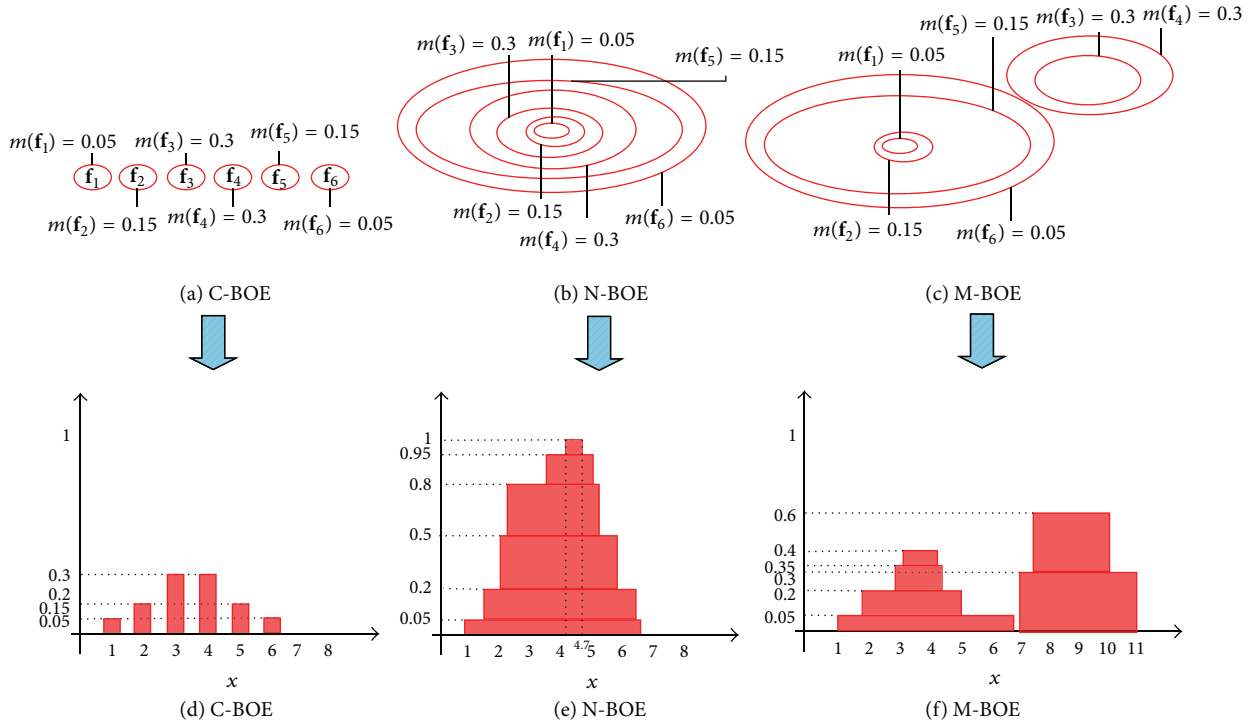 m(f₁) = 0.05
m(f₃) = 0.3
m(f₅) = 0.15
f₁ f₂ f₃ f₄ f₅ f₆
m(f₂) = 0.15
m(f₄) = 0.3
m(f₆) = 0.05
(a) C-BOE
m(f₃) = 0.3
m(f₁) = 0.05
m(f₅) = 0.15
m(f₂) = 0.15
m(f₄) = 0.3
m(f₆) = 0.05
(b) N-BOE
m(f₅) = 0.15
m(f₃) = 0.3
m(f₄) = 0.3
m(f₁) = 0.05
m(f₂) = 0.15
m(f₆) = 0.05
(c) M-BOE
1
0.3
0.2
0.15
0.05
1 2 3 4 5 6 7 8
x
(d) C-BOE
1
0.95
0.8
0.5
0.2
0.05
1 2 3 4 4.7 5 6 7 8
x
(e) N-BOE
1
0.6
0.4
0.35
0.3
0.2
0.05
1 2 3 4 5 6 7 8 9 10 11
x
(f) M-BOE